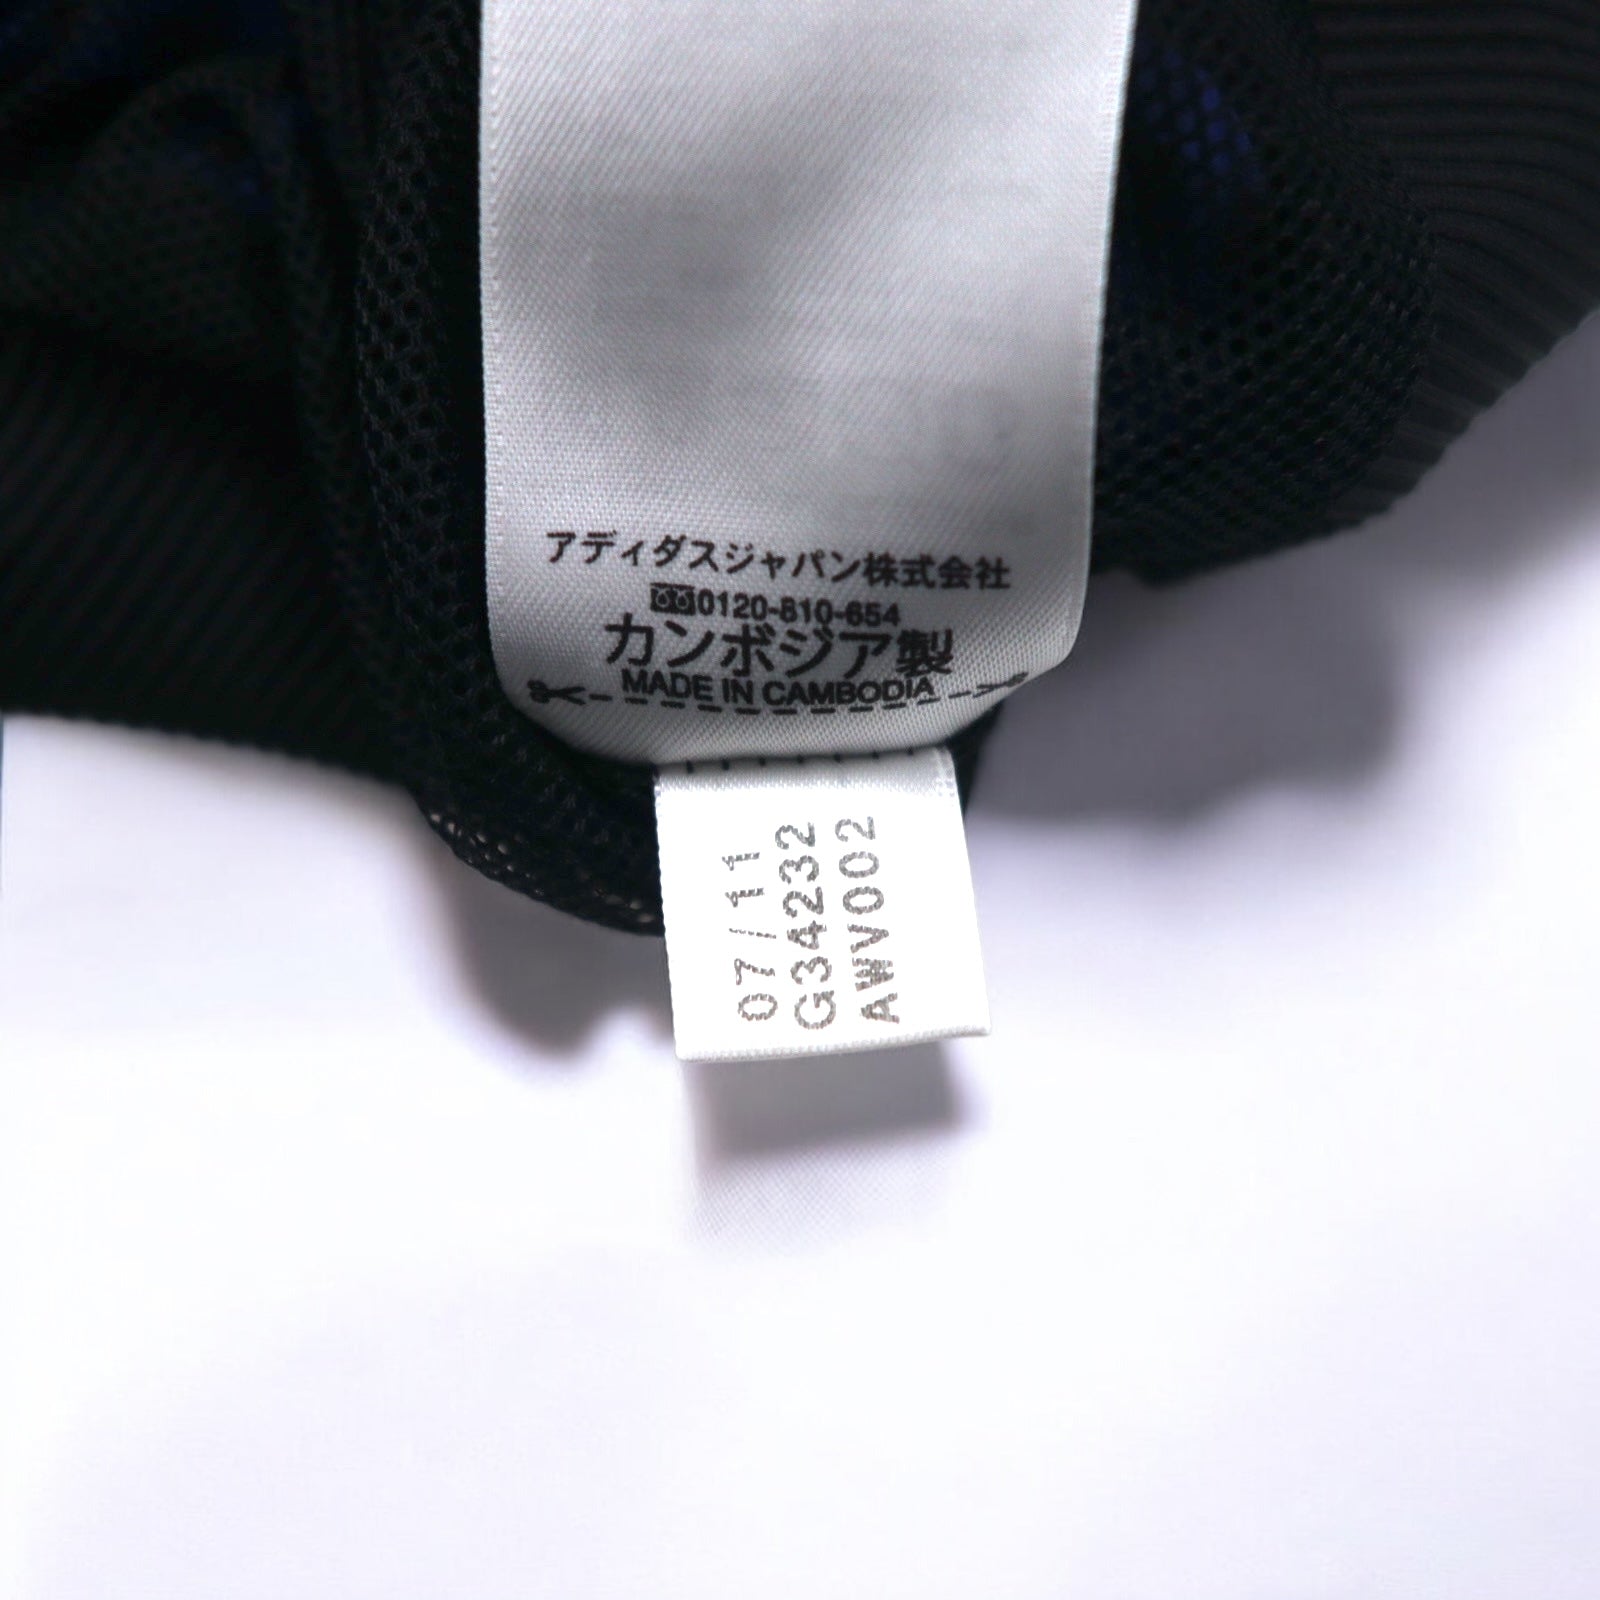 アディダスジャパン株式会社
0120-810-654
カンボジア製
MADE IN CAMBODIA
07/11
G34232
AWV002